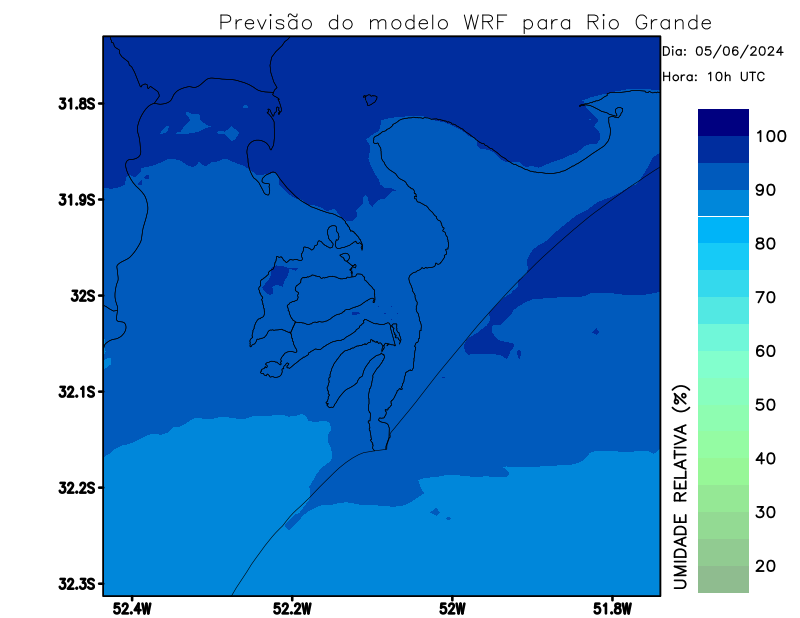 Previsão do modelo WRF para Rio Grande
Dia: 05/06/2024
Hora: 10h UTC
31.8S
31.9S
32S
32.1S
32.2S
32.3S
52.4W
52.2W
52W
51.8W
100
90
80
70
60
50
40
30
20
UMIDADE RELATIVA (%)